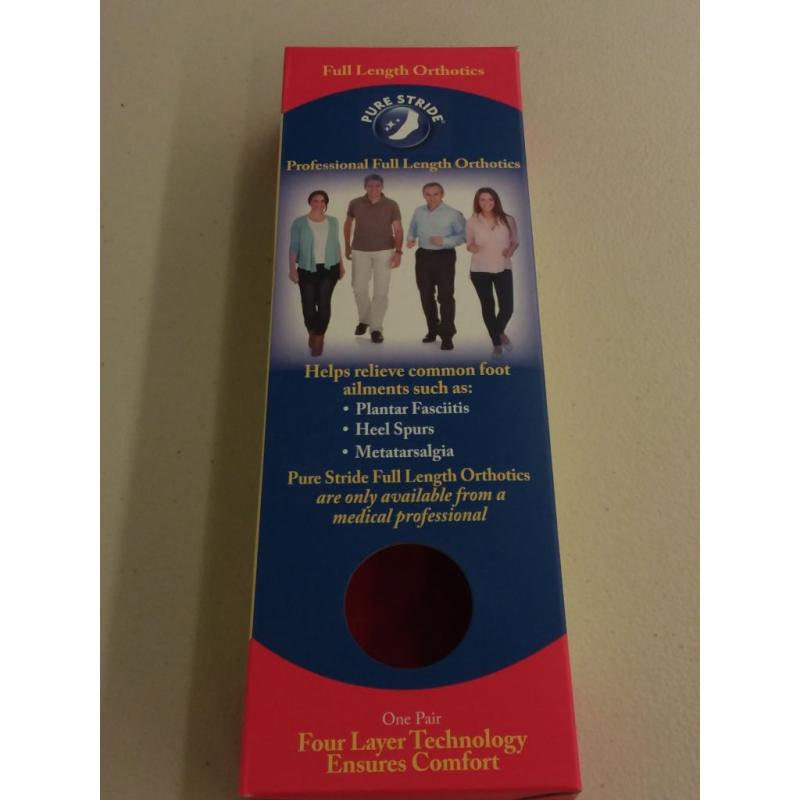 Full Length Orthotics
PURE STRIDE
Professional Full Length Orthotics
Helps relieve common foot
ailments such as:
• Plantar Fasciitis
• Heel Spurs
• Metatarsalgia
Pure Stride Full Length Orthotics
are only available from a
medical professional
One Pair
Four Layer Technology
Ensures Comfort